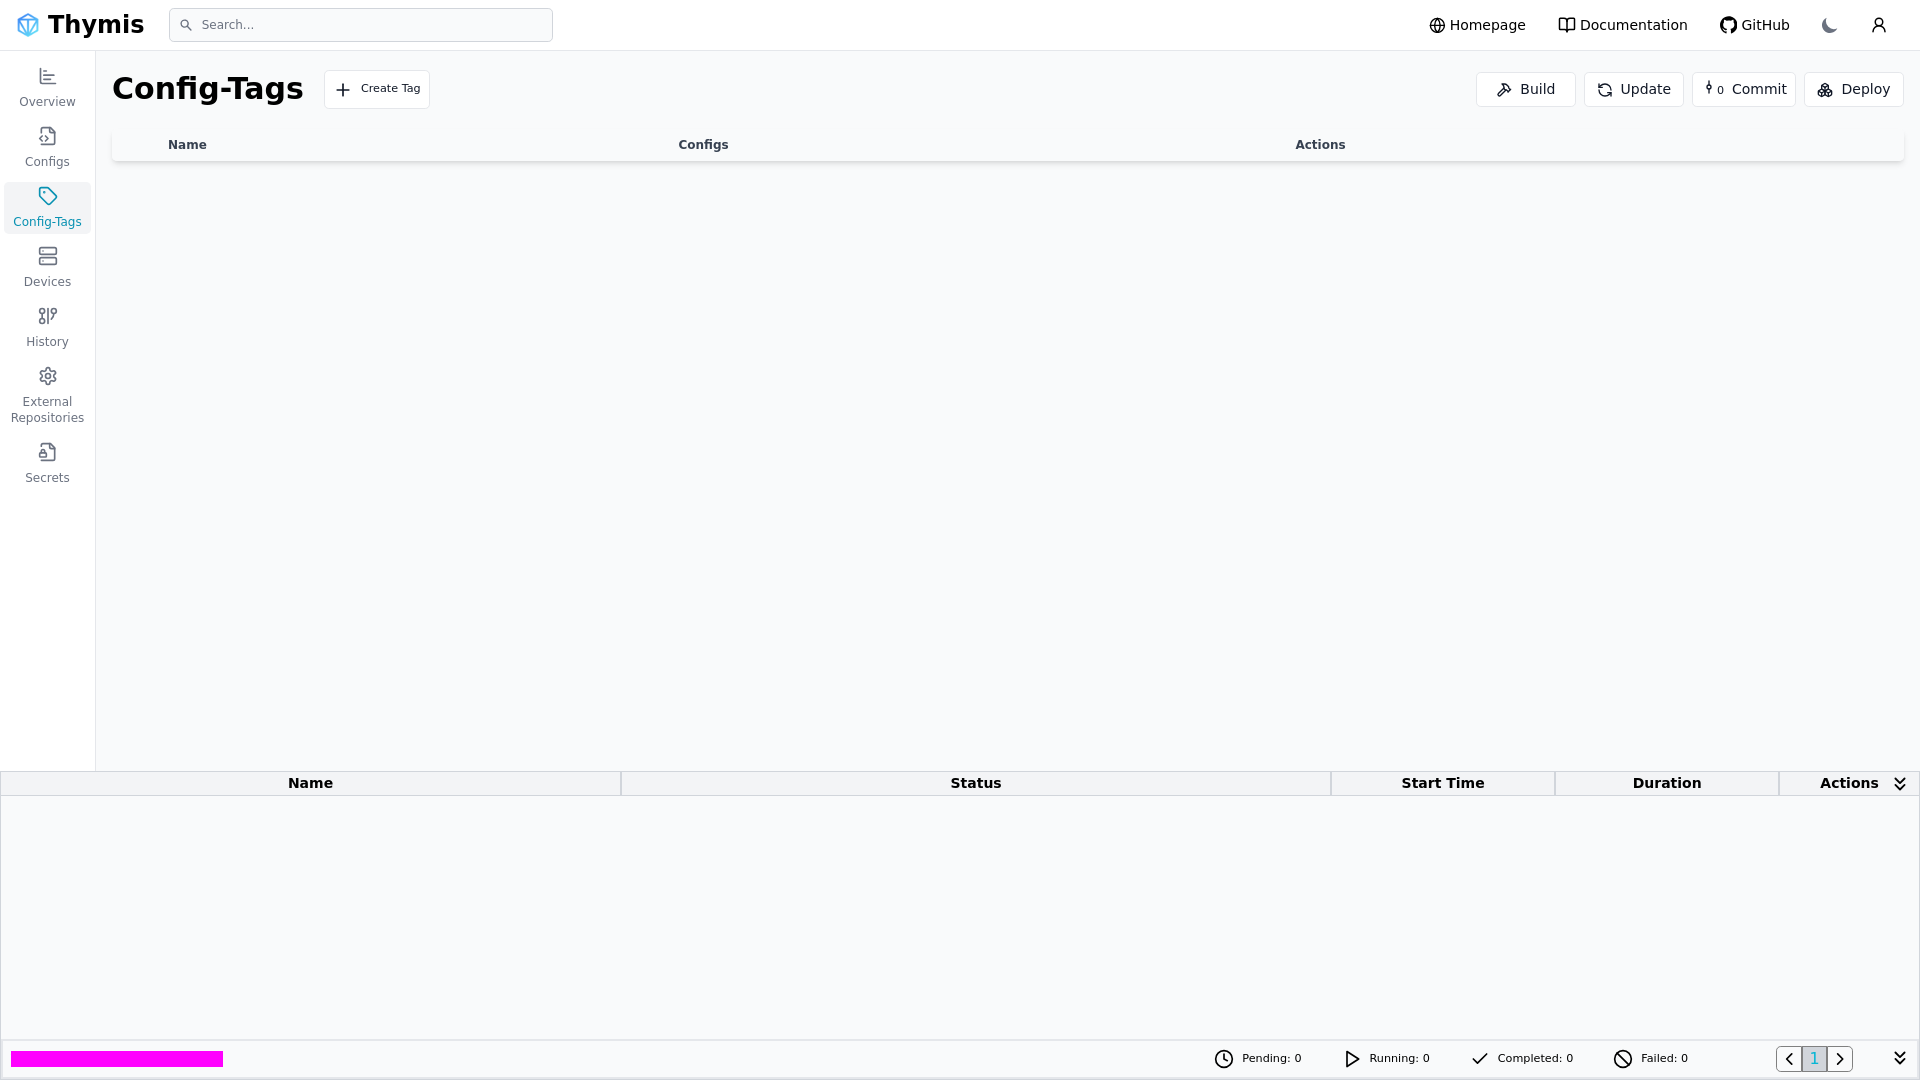 Thymis
Search...
Homepage
Documentation
GitHub
Overview
Configs
Config-Tags
Devices
History
External
Repositories
Secrets
Config-Tags
Create Tag
Build
Update
0 Commit
Deploy
Name Configs Actions
Name Status Start Time Duration Actions
Pending: 0
Running: 0
Completed: 0
Failed: 0
1